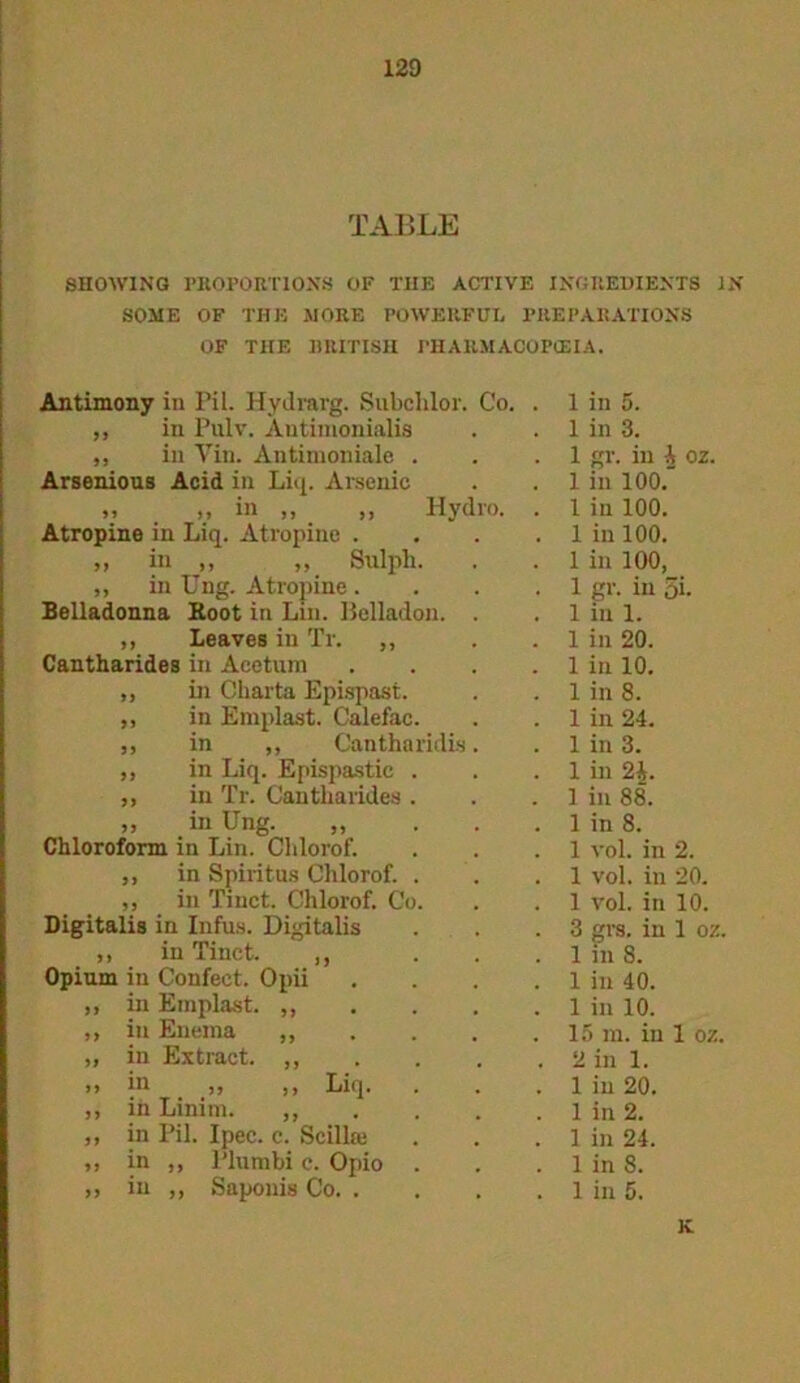 129
TABLE
SHOWING PROPORTIONS OF THE ACTIVE INGREDIENTS IN
SOME OF THE MORE POWERFUL PREPARATIONS
OF THE BRITISH PHARMACOPŒIA.
Antimony in Pil. Hydrarg. Subchlor. Co. . 1 in 5.
,, in Pulv. Antimonialis . . 1 in 3.
,, in Vin. Antimoniale . . . 1 gr. in ½ oz.
Arsenious Acid in Liq. Arsenic . . 1 in 100.
,, ,, in ,, ,, Hydro. . 1 in 100.
Atropine in Liq. Atropine . . . . 1 in 100.
,, in ,, ,, Sulph. . . 1 in 100,
,, in Ung. Atropine . . . . 1 gr. in ʒi.
Belladonna Root in Lin. Belladon. . . 1 in 1.
,, Leaves in Tr. ,, . . 1 in 20.
Cantharides in Acetum . . . . 1 in 10.
,, in Charta Epispast. . . 1 in 8.
,, in Emplast. Calefac. . . 1 in 24.
,, in ,, Cantharidis . . 1 in 3.
,, in Liq. Epispastic . . . 1 in 2½.
,, in Tr. Cantharides . . . 1 in 88.
,, in Ung. ,, . . . 1 in 8.
Chloroform in Lin. Chlorof. . . . 1 vol. in 2.
,, in Spiritus Chlorof. . . . 1 vol. in 20.
,, in Tinct. Chlorof. Co. . . 1 vol. in 10.
Digitalis in Infus. Digitalis . . . 3 grs. in 1 oz.
,, in Tinct. ,, . . . 1 in 8.
Opium in Confect. Opii . . . . 1 in 40.
,, in Emplast. ,, . . . . 1 in 10.
,, in Enema ,, . . . . 15 m. in 1 oz.
,, in Extract. ,, . . . . 2 in 1.
,, in ,, ,, Liq. . . . 1 in 20.
,, in Linim. ,, . . . . 1 in 2.
,, in Pil. Ipec. c. Scillæ . . . 1 in 24.
,, in ,, Plumbi c. Opio . . . 1 in 8.
,, in ,, Saponis Co. . . . . 1 in 5.
K